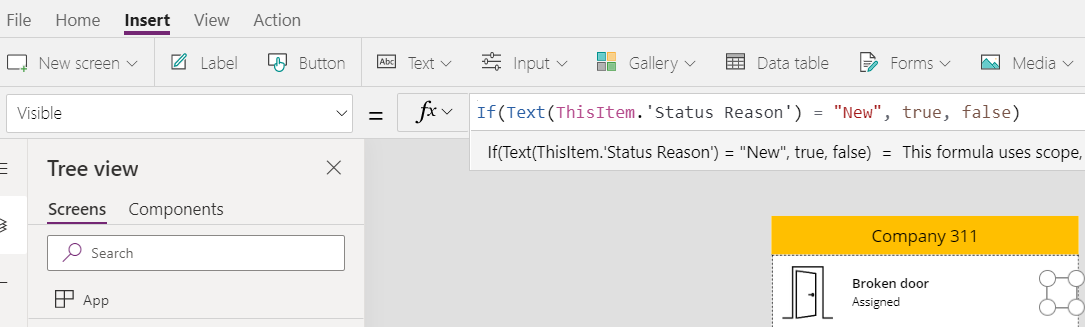 File Home Insert View Action
New screen Label Button Abc Text Input Gallery Data table Forms Media
Visible = fx If(Text(ThisItem.'Status Reason') = "New", true, false)
If(Text(ThisItem.'Status Reason') = "New", true, false) = This formula uses scope,
Tree view
Screens Components
Search
App
Company 311
Broken door
Assigned